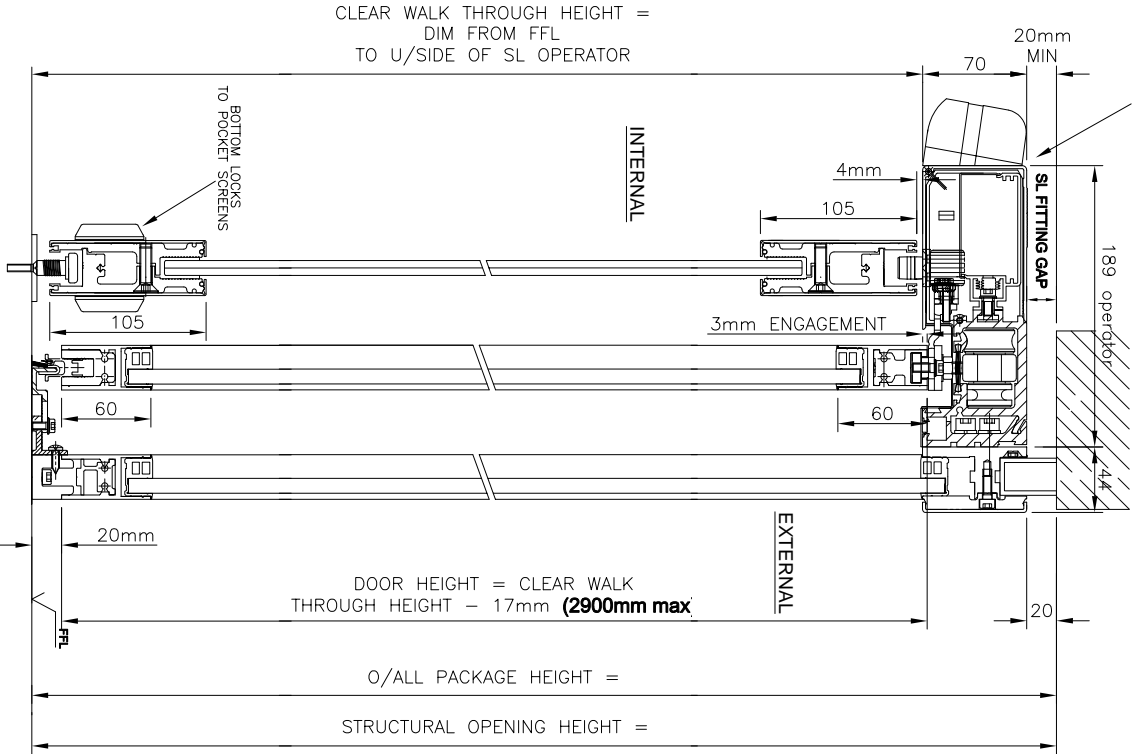 CLEAR WALK THROUGH HEIGHT =
DIM FROM FFL
TO U/SIDE OF SL OPERATOR
20mm
MIN
70
BOTTOM LOCKS
TO POCKET SCREENS
INTERNAL
4mm
105
SL FITTING GAP
189 operator
105
3mm ENGAGEMENT
60
60
44
20mm
EXTERNAL
DOOR HEIGHT = CLEAR WALK
THROUGH HEIGHT - 17mm (2900mm max)
20
FFL
O/ALL PACKAGE HEIGHT =
STRUCTURAL OPENING HEIGHT =